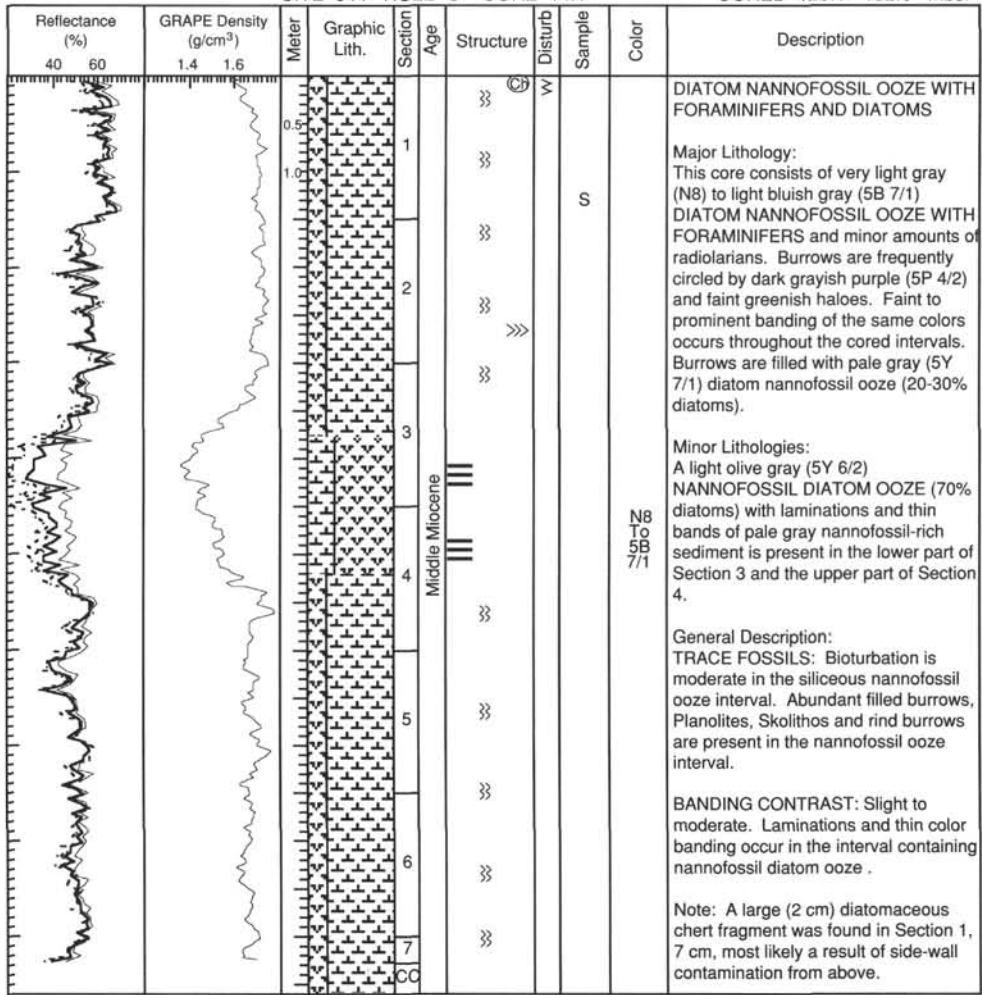 Reflectance
(%)
40 60
GRAPE Density
(g/cm3)
1.4 1.6
Meter
Graphic
Lith.
Section
Age
Structure
Disturb
Sample
Color
Description
0.5
1.0
1
2
3
4
5
6
7
CC
Middle Miocene
Ch
W
S
N8
To
5B
7/1
DIATOM NANNOFOSSIL OOZE WITH
FORAMINIFERS AND DIATOMS
Major Lithology:
This core consists of very light gray
(N8) to light bluish gray (5B 7/1)
DIATOM NANNOFOSSIL OOZE WITH
FORAMINIFERS and minor amounts of
radiolarians. Burrows are frequently
circled by dark grayish purple (5P 4/2)
and faint greenish haloes. Faint to
prominent banding of the same colors
occurs throughout the cored intervals.
Burrows are filled with pale gray (5Y
7/1) diatom nannofossil ooze (20-30%
diatoms).
Minor Lithologies:
A light olive gray (5Y 6/2)
NANNOFOSSIL DIATOM OOZE (70%
diatoms) with laminations and thin
bands of pale gray nannofossil-rich
sediment is present in the lower part of
Section 3 and the upper part of Section
4.
General Description:
TRACE FOSSILS: Bioturbation is
moderate in the siliceous nannofossil
ooze interval. Abundant filled burrows,
Planolites, Skolithos and rind burrows
are present in the nannofossil ooze
interval.
BANDING CONTRAST: Slight to
moderate. Laminations and thin color
banding occur in the interval containing
nannofossil diatom ooze .
Note: A large (2 cm) diatomaceous
chert fragment was found in Section 1,
7 cm, most likely a result of side-wall
contamination from above.